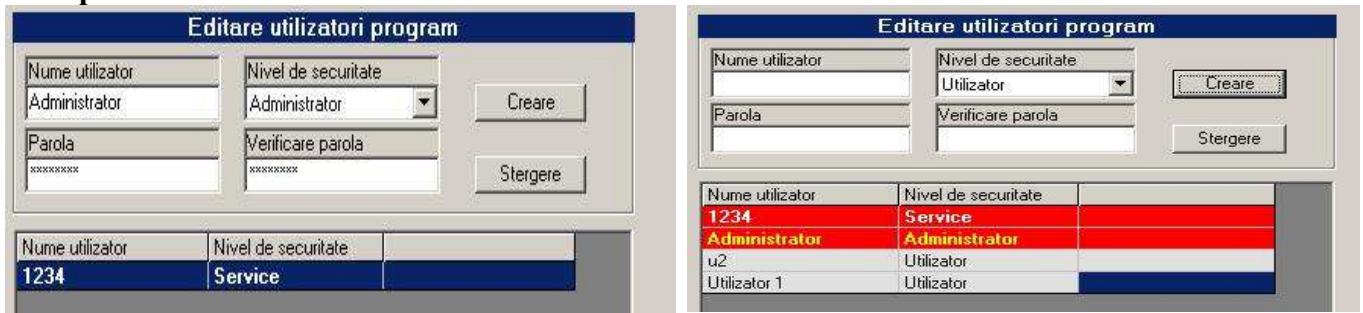 Editare utilizatori program
Nume utilizator Nivel de securitate
Administrator Administrator Creare
Parola Verificare parola
xxxxxxxx xxxxxxxx Stergere
Nume utilizator Nivel de securitate
1234 Service
Editare utilizatori program
Nume utilizator Nivel de securitate
Utilizator Creare
Parola Verificare parola
Stergere
Nume utilizator Nivel de securitate
1234 Service
Administrator Administrator
u2 Utilizator
Utilizator 1 Utilizator